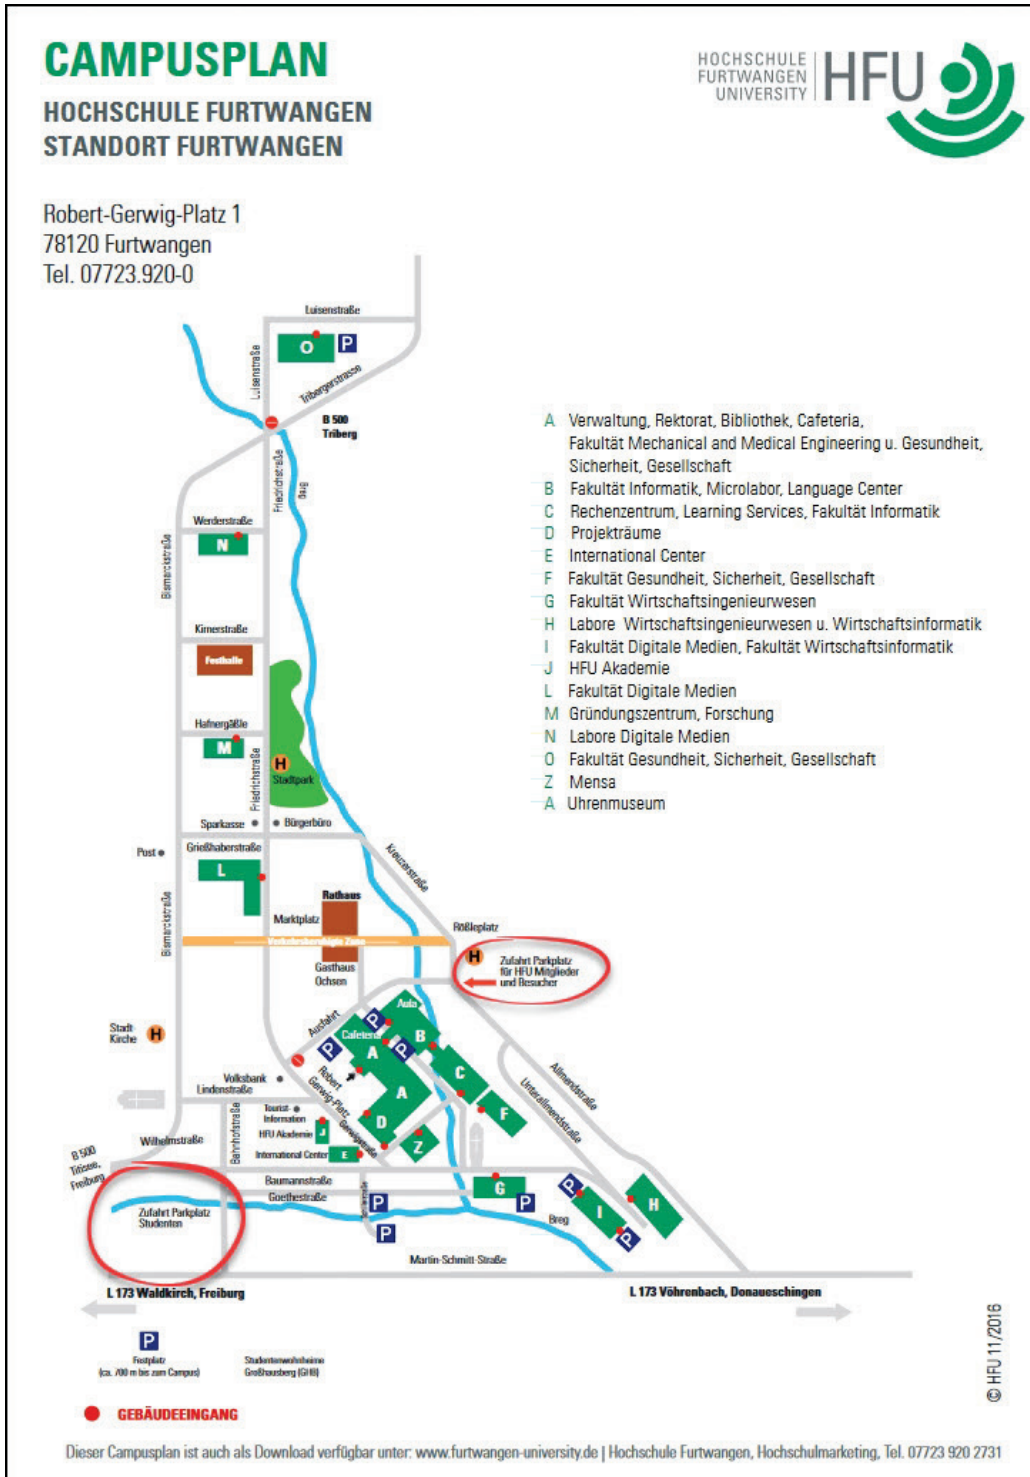 CAMPUSPLAN
HOCHSCHULE FURTWANGEN
STANDORT FURTWANGEN
HOCHSCHULE
FURTWANGEN
UNIVERSITY
HFU
Robert-Gerwig-Platz 1
78120 Furtwangen
Tel. 07723.920-0
Luisenstraße
Luisenstraße
O
P
Tribergerstrasse
B 500
Triberg
Friedrichstraße
Breg
Werderstraße
N
Bismarckstraße
Kirnerstraße
Festhalle
Hafnergäßle
M
Friedrichstraße
H
Stadtpark
Sparkasse
Bürgerbüro
Post
Grießhaberstraße
L
Kreuzerstraße
Rathaus
Marktplatz
Bismarckstraße
Rößleplatz
Verkehrsberuhigte Zone
H
Gasthaus
Ochsen
Zufahrt Parkplatz
für HFU Mitglieder
und Besucher
A Verwaltung, Rektorat, Bibliothek, Cafeteria,
Fakultät Mechanical and Medical Engineering u. Gesundheit,
Sicherheit, Gesellschaft
B Fakultät Informatik, Microlabor, Language Center
C Rechenzentrum, Learning Services, Fakultät Informatik
D Projekträume
E International Center
F Fakultät Gesundheit, Sicherheit, Gesellschaft
G Fakultät Wirtschaftsingenieurwesen
H Labore Wirtschaftsingenieurwesen u. Wirtschaftsinformatik
I Fakultät Digitale Medien, Fakultät Wirtschaftsinformatik
J HFU Akademie
L Fakultät Digitale Medien
M Gründungszentrum, Forschung
N Labore Digitale Medien
O Fakultät Gesundheit, Sicherheit, Gesellschaft
Z Mensa
A Uhrenmuseum
Ausfahrt
Aula
P
B
Cafeteria
P
P
A
Stadt-
Kirche
H
C
A
Robert
Gerwig-Platz
Volksbank
Lindenstraße
F
Allmendstraße
Unterallmendstraße
Tourist-
Information
HFU Akademie
J
D
Gerwigstraße
Z
Bahnhofstraße
Wilhelmstraße
International Center
E
B 500
Titisee,
Freiburg
Baumannstraße
Goethestraße
G
P
P
P
P
I
H
P
Breg
Zufahrt Parkplatz
Studenten
Martin-Schmitt-Straße
L 173 Waldkirch, Freiburg
L 173 Vöhrenbach, Donaueschingen
P
Festplatz
(ca. 700 m bis zum Campus)
Studentenwohnheime
Großhausberg (GHB)
© HFU 11/2016
GEBÄUDEEINGANG
Dieser Campusplan ist auch als Download verfügbar unter: www.furtwangen-university.de | Hochschule Furtwangen, Hochschulmarketing, Tel. 07723 920 2731